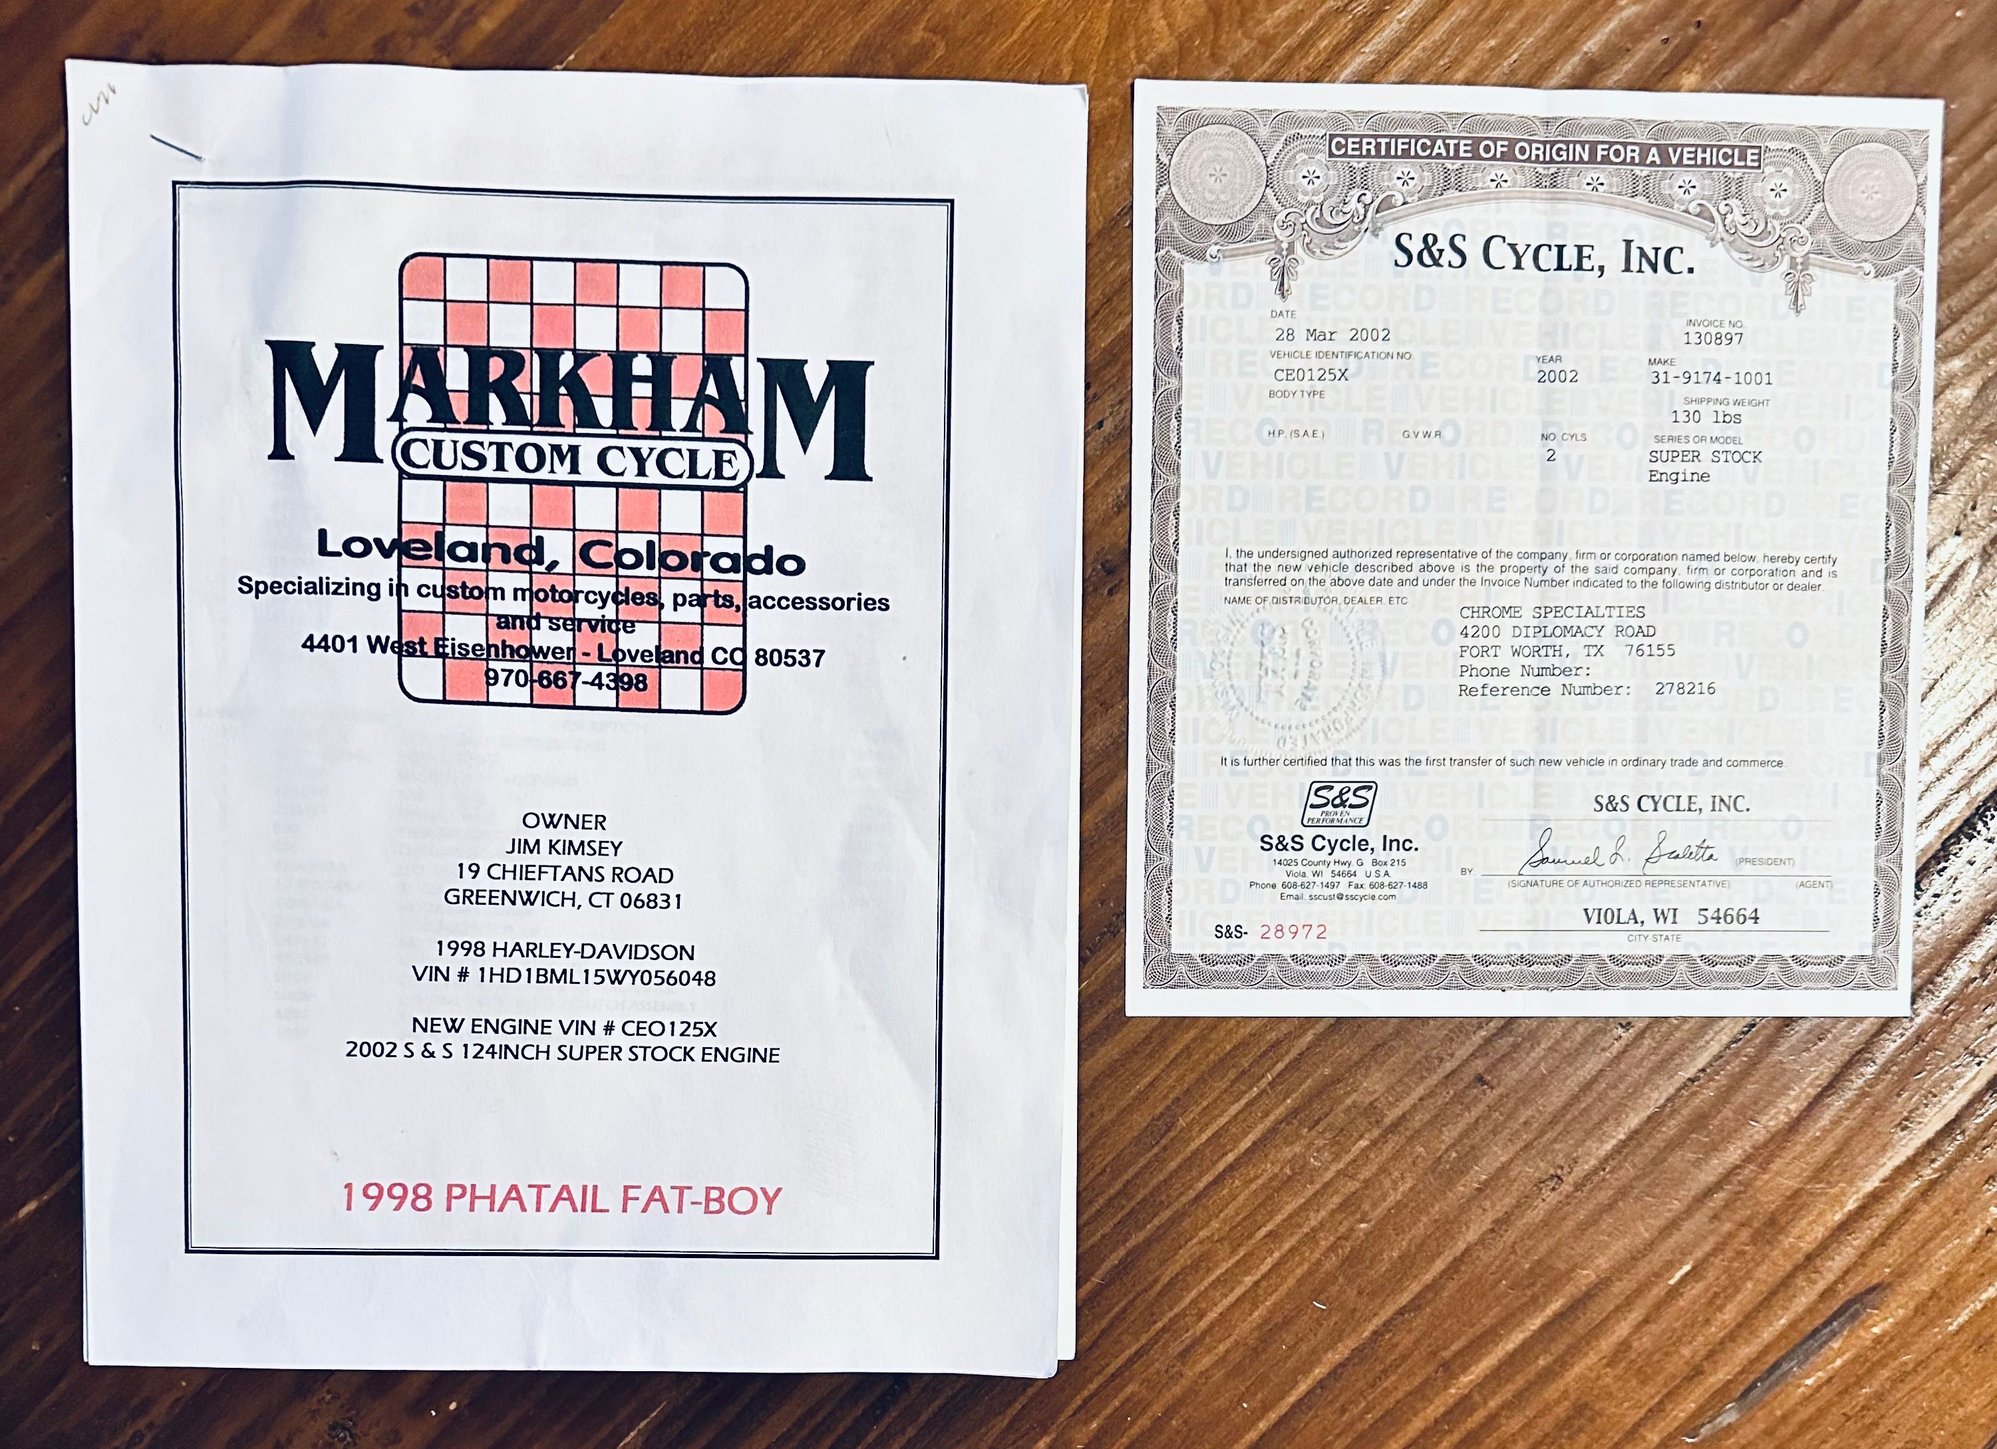 MARKHAM
CUSTOM CYCLE
Loveland, Colorado
Specializing in custom motorcycles, parts, accessories
and service
4401 West Eisenhower - Loveland CO 80537
970-667-4398
OWNER
JIM KIMSEY
19 CHIEFTANS ROAD
GREENWICH, CT 06831
1998 HARLEY-DAVIDSON
VIN # 1HD1BML15WY056048
NEW ENGINE VIN # CEO125X
2002 S & S 124INCH SUPER STOCK ENGINE
1998 PHATAIL FAT-BOY
CERTIFICATE OF ORIGIN FOR A VEHICLE
S&S CYCLE, INC.
DATE
28 Mar 2002
INVOICE NO.
130897
VEHICLE IDENTIFICATION NO.
CE0125X
YEAR
2002
MAKE
31-9174-1001
BODY TYPE
SHIPPING WEIGHT
130 lbs
H.P. (S.A.E.)
G.V.W.R.
NO. CYLS.
2
SERIES OR MODEL
SUPER STOCK
Engine
I, the undersigned authorized representative of the company, firm or corporation named below, hereby certify
that the new vehicle described above is the property of the said company, firm or corporation and is
transferred on the above date and under the Invoice Number indicated to the following distributor or dealer.
NAME OF DISTRIBUTOR, DEALER, ETC.
CHROME SPECIALTIES
4200 DIPLOMACY ROAD
FORT WORTH, TX 76155
Phone Number:
Reference Number: 278216
It is further certified that this was the first transfer of such new vehicle in ordinary trade and commerce.
S&S
PROVEN
PERFORMANCE
S&S Cycle, Inc.
14025 County Hwy. G Box 215
Viola, WI 54664 U.S.A.
Phone 608-627-1497 Fax 608-627-1488
Email: sscust@sscycle.com
S&S- 28972
S&S CYCLE, INC.
BY: Samuel L. Scaletta (PRESIDENT)
(SIGNATURE OF AUTHORIZED REPRESENTATIVE) (AGENT)
VIOLA, WI 54664
CITY STATE